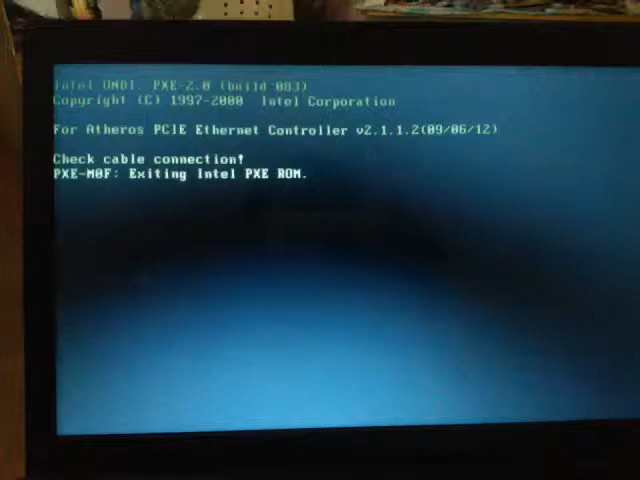 Intel UNDI, PXE-2.0 (build 083)
Copyright (C) 1997-2000  Intel Corporation
For Atheros PCIE Ethernet Controller v2.1.1.2(09/06/12)
Check cable connection!
PXE-M0F: Exiting Intel PXE ROM.